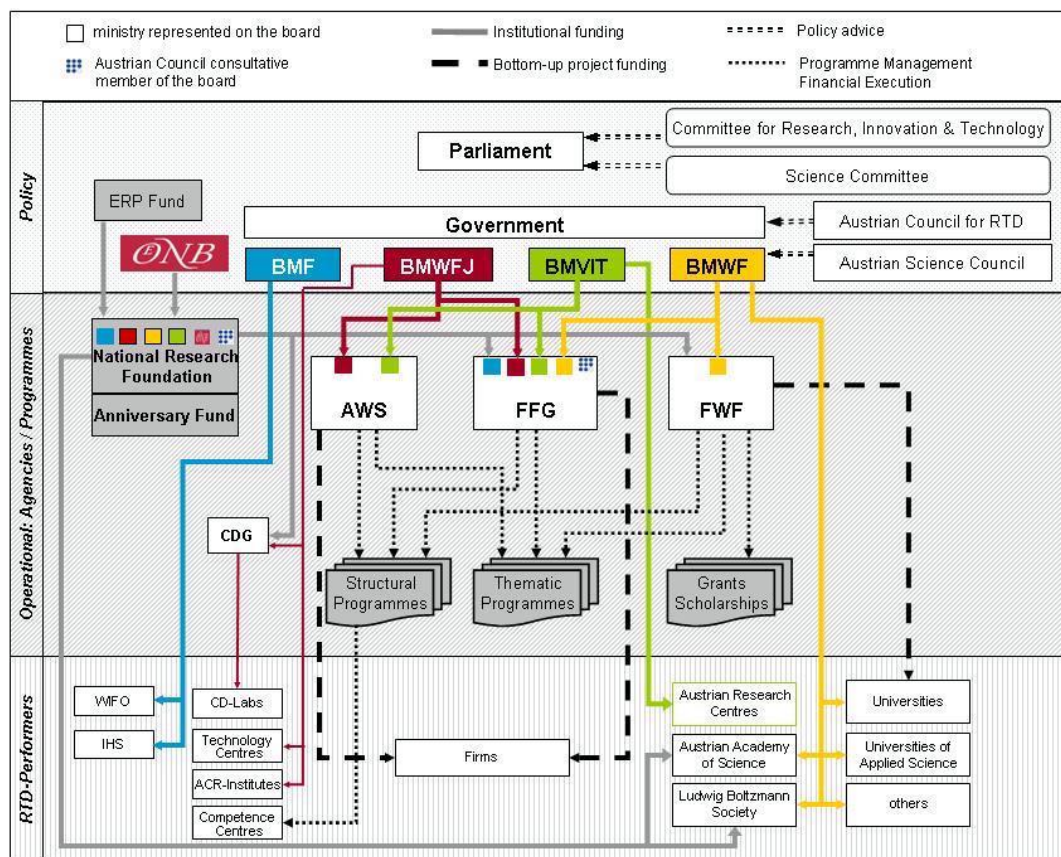 ministry represented on the board
Institutional funding
Policy advice
Austrian Council consultative
member of the board
Bottom-up project funding
Programme Management
Financial Execution
Policy
Committee for Research, Innovation & Technology
Parliament
Science Committee
ERP Fund
Government
Austrian Council for RTD
OeNB
BMF
BMWFJ
BMVIT
BMWF
Austrian Science Council
Operational: Agencies / Programmes
National Research
Foundation
Anniversary Fund
AWS
FFG
FWF
CDG
Structural
Programmes
Thematic
Programmes
Grants
Scholarships
RTD-Performers
WIFO
IHS
CD-Labs
Technology
Centres
ACR-Institutes
Competence
Centres
Firms
Austrian Research
Centres
Austrian Academy
of Science
Ludwig Boltzmann
Society
Universities
Universities of
Applied Science
others